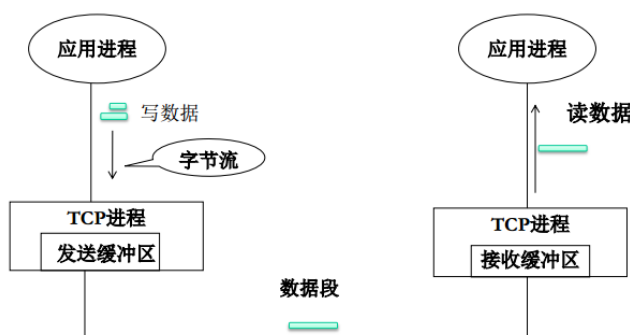 应用进程
应用进程
写数据
读数据
字节流
TCP进程
发送缓冲区
TCP进程
接收缓冲区
数据段